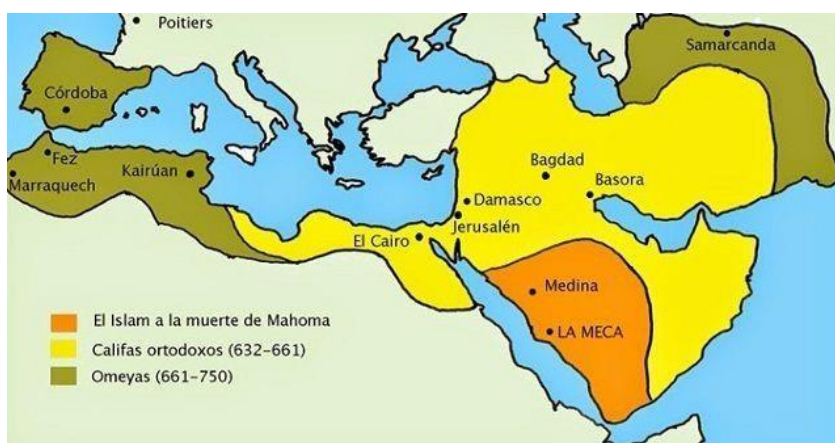 Poitiers
Samarcanda
Córdoba
Fez
Kairúan
Marraquech
Bagdad
Basora
Damasco
Jerusalén
El Cairo
Medina
LA MECA
El Islam a la muerte de Mahoma
Califas ortodoxos (632-661)
Omeyas (661-750)